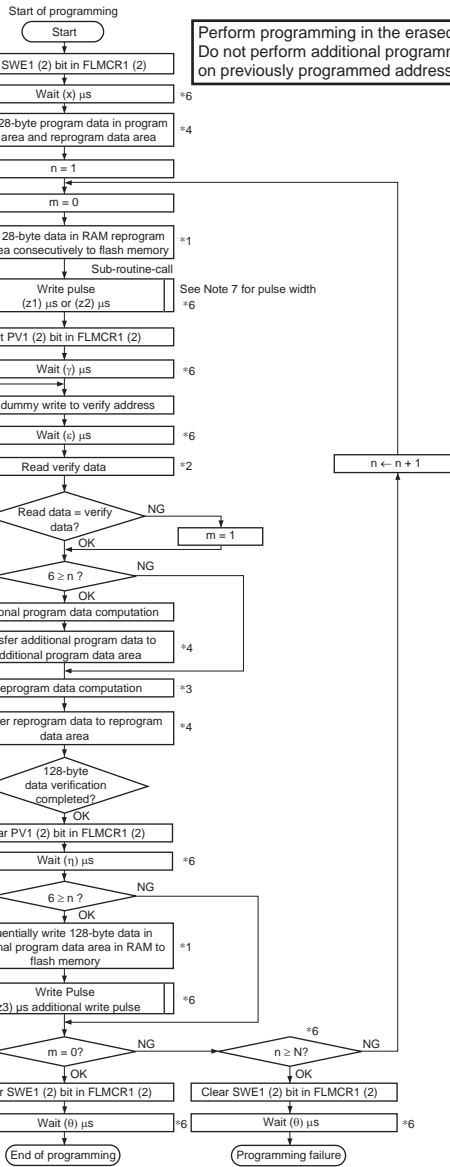 Start of programming
Start
Perform programming in the erased
Do not perform additional programm
on previously programmed address
SWE1 (2) bit in FLMCR1 (2)
Wait (x) μs
*6
28-byte program data in program
area and reprogram data area
*4
n = 1
m = 0
128-byte data in RAM reprogram
ea consecutively to flash memory
*1
Sub-routine-call
Write pulse
(z1) μs or (z2) μs
See Note 7 for pulse width
*6
t PV1 (2) bit in FLMCR1 (2)
Wait (γ) μs
*6
dummy write to verify address
Wait (ε) μs
*6
Read verify data
*2
n ← n + 1
Read data = verify
data?
NG
m = 1
OK
6 ≥ n ?
NG
OK
onal program data computation
sfer additional program data to
dditional program data area
*4
eprogram data computation
*3
er reprogram data to reprogram
data area
*4
128-byte
data verification
completed?
OK
ar PV1 (2) bit in FLMCR1 (2)
Wait (η) μs
*6
6 ≥ n ?
NG
OK
uentially write 128-byte data in
nal program data area in RAM to
flash memory
*1
Write Pulse
z3) μs additional write pulse
*6
m = 0?
NG
*6
n ≥ N?
NG
OK
OK
r SWE1 (2) bit in FLMCR1 (2)
Clear SWE1 (2) bit in FLMCR1 (2)
Wait (θ) μs
*6
Wait (θ) μs
*6
End of programming
Programming failure